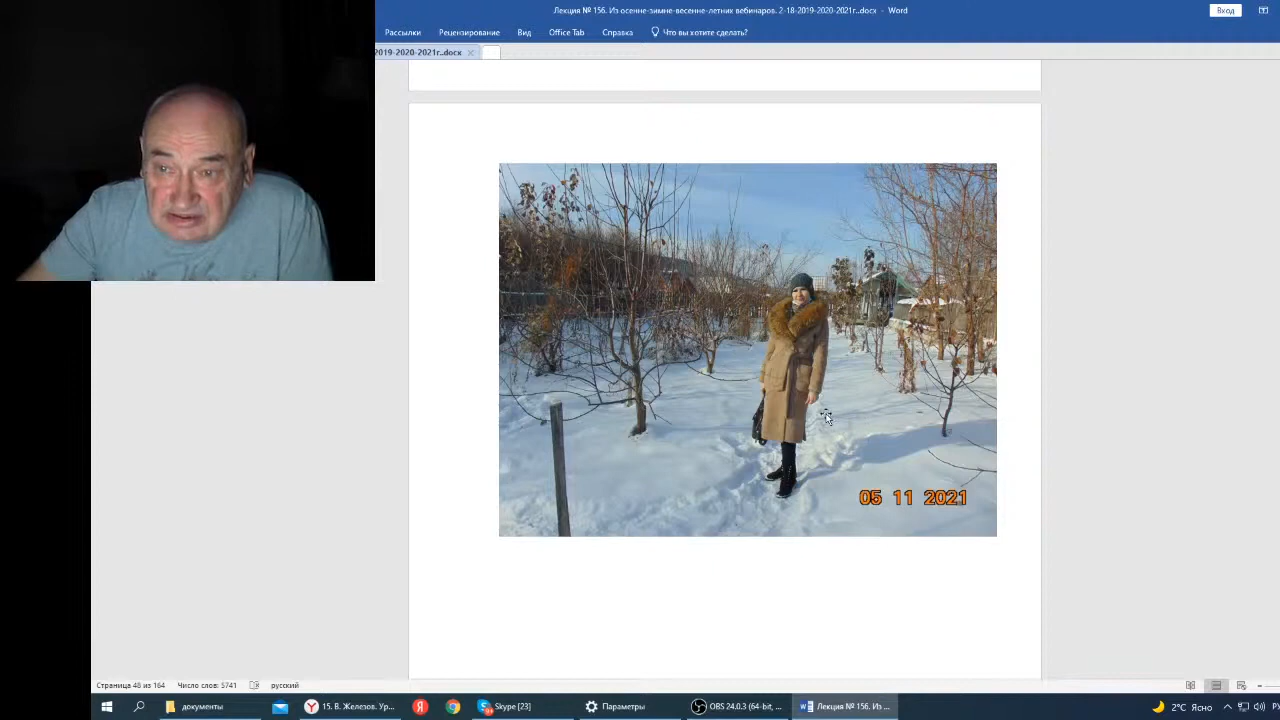 Лекция № 156. Из осенне-зимне-весенне-летних вебинаров. 2-18-2019-2020-2021г..docx - Word
Вход
Рассылки Рецензирование Вид Office Tab Справка Что вы хотите сделать?
2019-2020-2021г..docx
05 11 2021
Страница 48 из 164 Число слов: 5741 русский
документы 15. В. Железов. Ур... Я Skype [23] Параметры OBS 24.0.3 (64-bit, ... Лекция № 156. Из ... 2°C Ясно